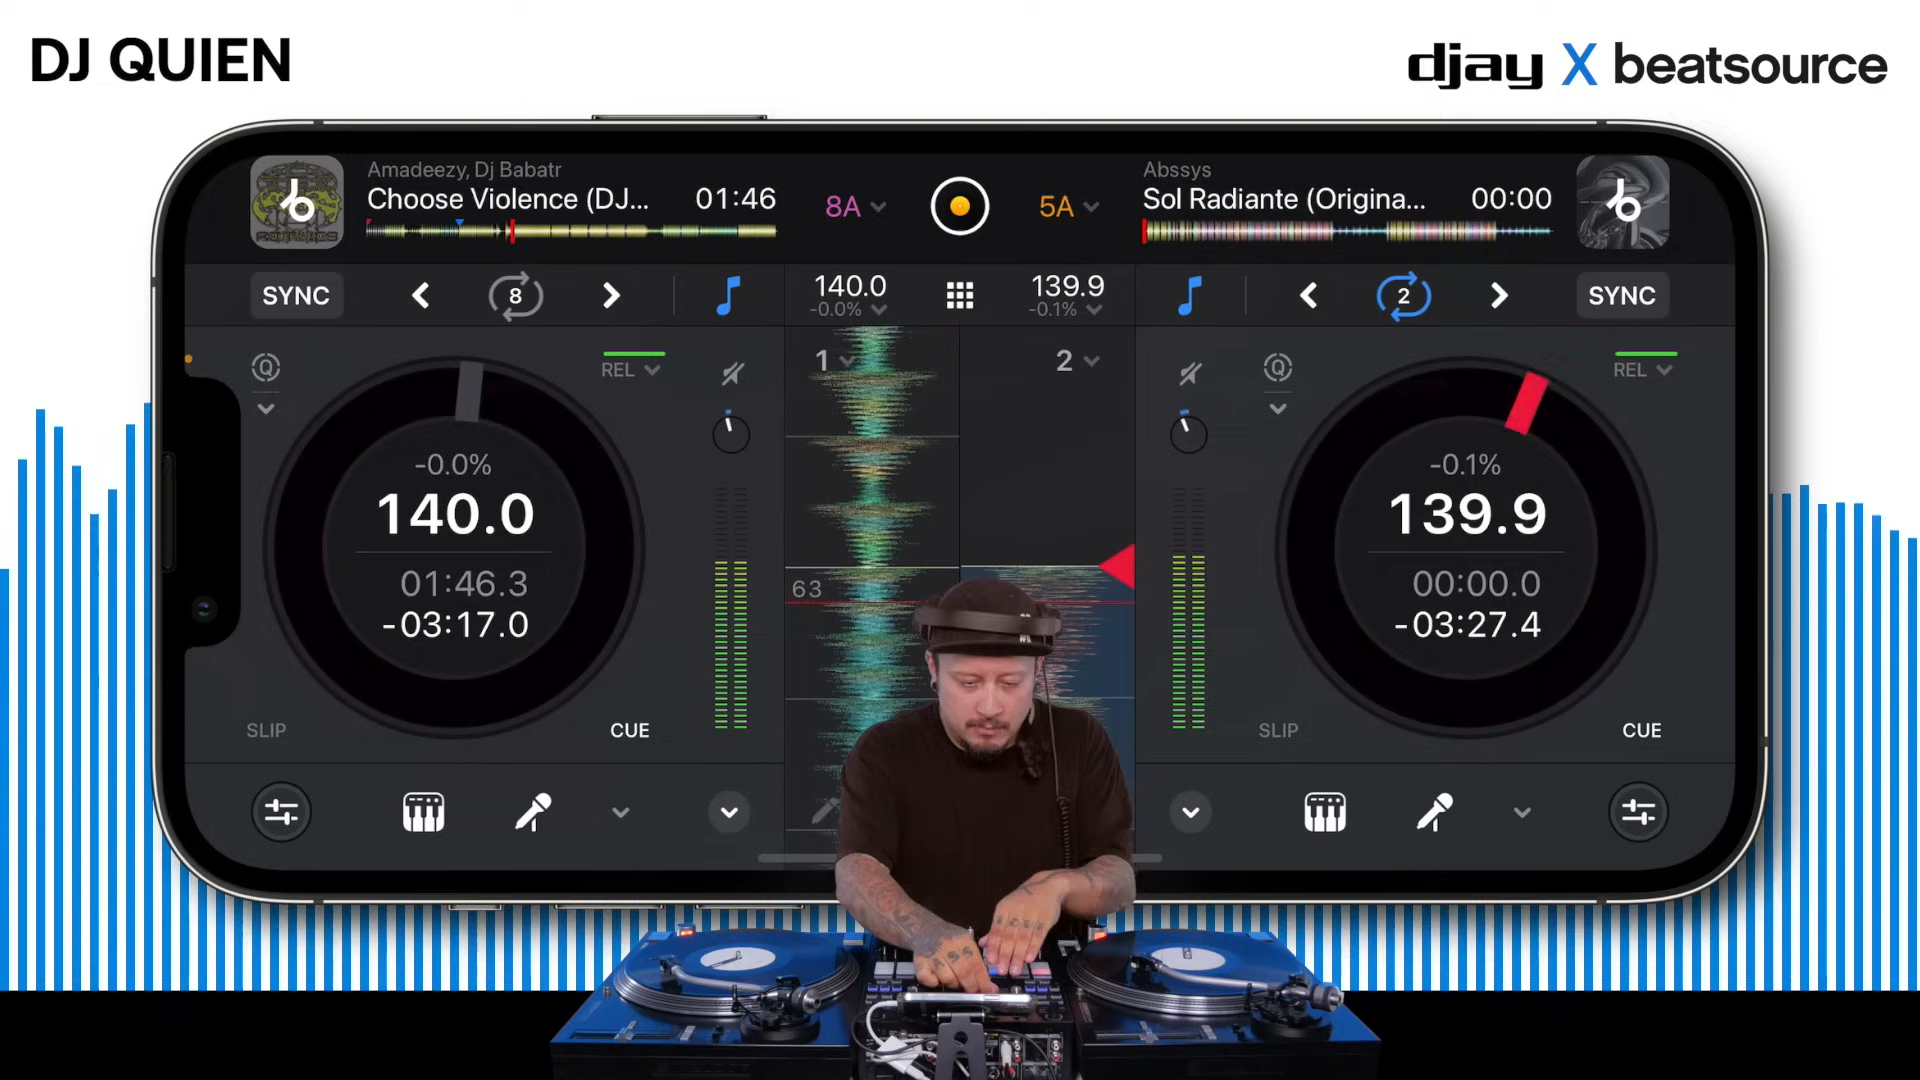 DJ QUIEN
djay X beatsource
Amadeezy, Dj Babatr
Choose Violence (DJ... 01:46
8A
5A
Abssys
Sol Radiante (Origina... 00:00
SYNC
8
140.0
-0.0%
139.9
-0.1%
2
SYNC
1
2
REL
REL
Q
Q
-0.0%
140.0
01:46.3
-03:17.0
63
-0.1%
139.9
00:00.0
-03:27.4
SLIP
CUE
SLIP
CUE